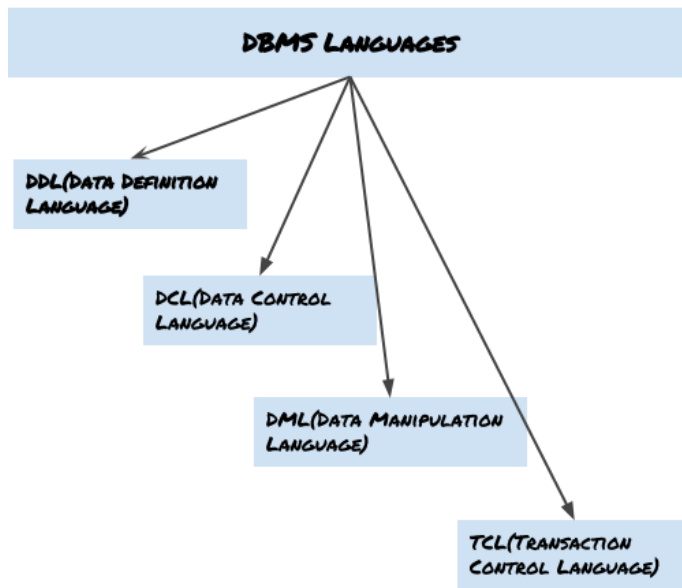 DBMS Languages
DDL(Data Definition
Language)
DCL(Data Control
Language)
DML(Data Manipulation
Language)
TCL(Transaction
Control Language)